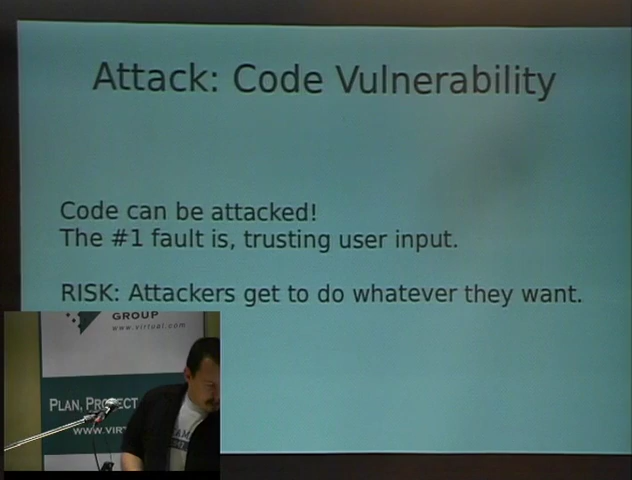 Attack: Code Vulnerability
Code can be attacked!
The #1 fault is, trusting user input.
RISK: Attackers get to do whatever they want.
GROUP
www.virtual.com
PLAN, PROTECT
WWW.VIRT